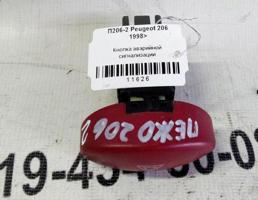 П206-2 Peugeot 206
1998>
Кнопка аварийной
сигнализации
11626
ПЕЖО 206